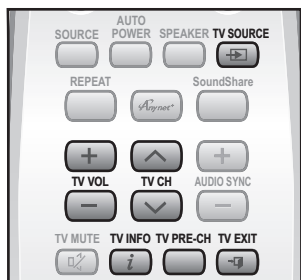 AUTO
SOURCE POWER SPEAKER TV SOURCE
REPEAT SoundShare
Anynet+
+ +
TV VOL TV CH AUDIO SYNC
− −
TV MUTE TV INFO TV PRE-CH TV EXIT
i